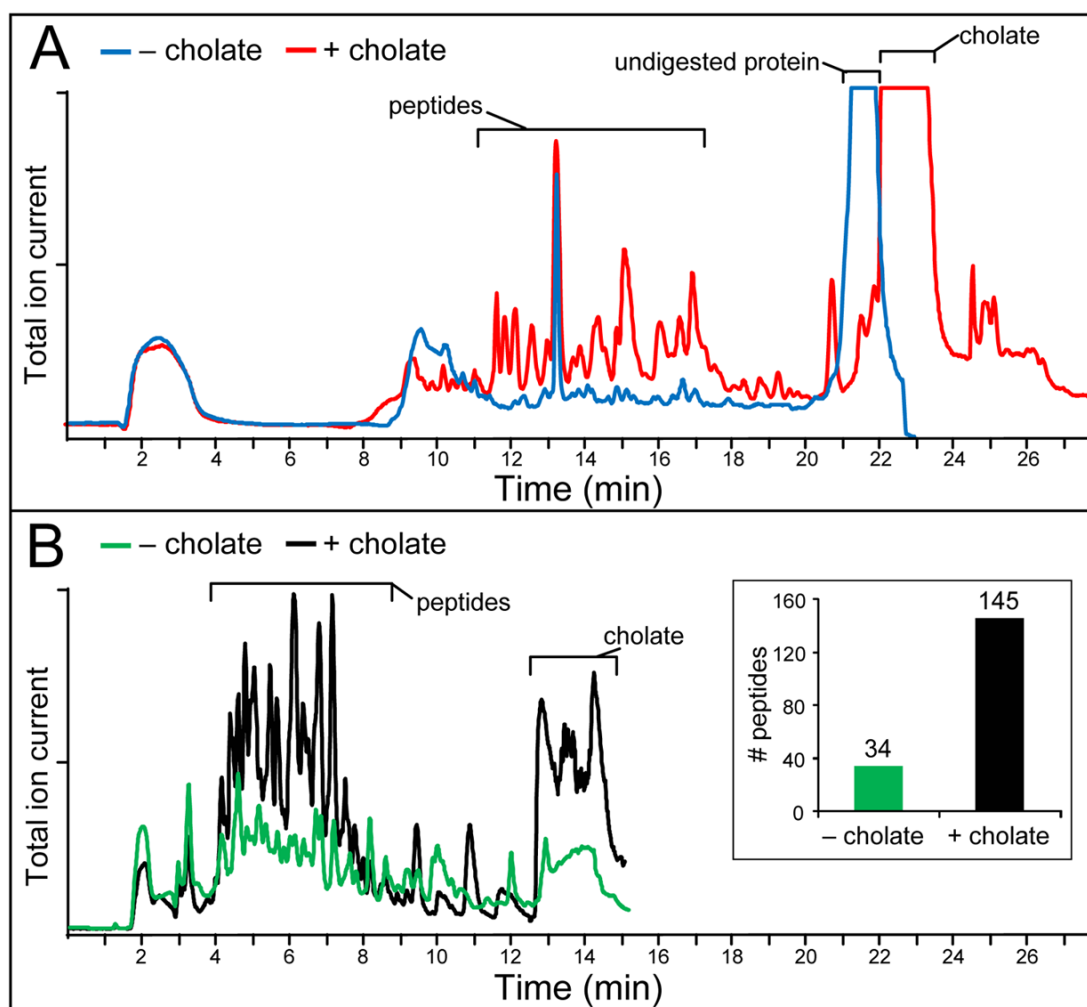 A – cholate + cholate
cholate
undigested protein
peptides
Total ion current
2 4 6 8 10 12 14 16 18 20 22 24 26
Time (min)
B – cholate + cholate
peptides
cholate
Total ion current
2 4 6 8 10 12 14 16 18 20 22 24 26
Time (min)
# peptides
160
120
80
40
0
34
145
– cholate + cholate